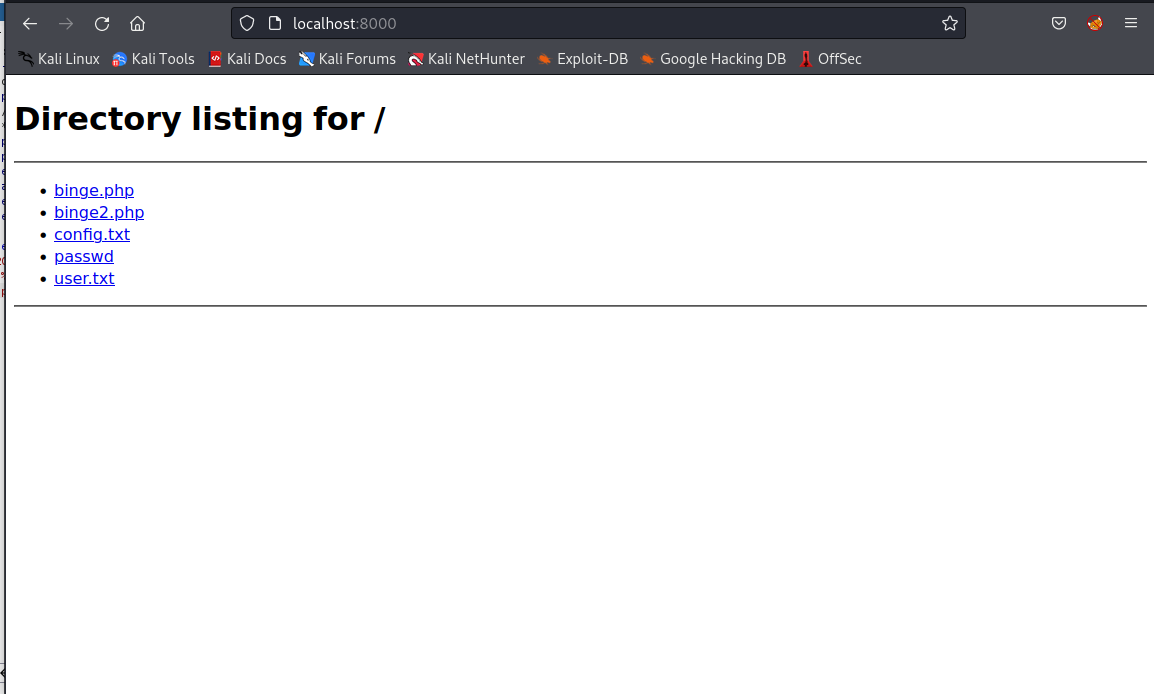 localhost:8000
Kali Linux Kali Tools Kali Docs Kali Forums Kali NetHunter Exploit-DB Google Hacking DB OffSec
Directory listing for /
binge.php
binge2.php
config.txt
passwd
user.txt